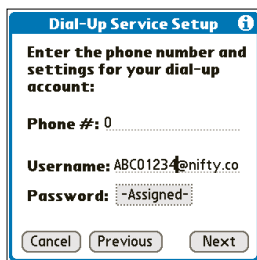 Dial-Up Service Setup i
Enter the phone number and
settings for your dial-up
account:
Phone #: 0
Username: ABC01234@nifty.co
Password: -Assigned-
Cancel Previous Next